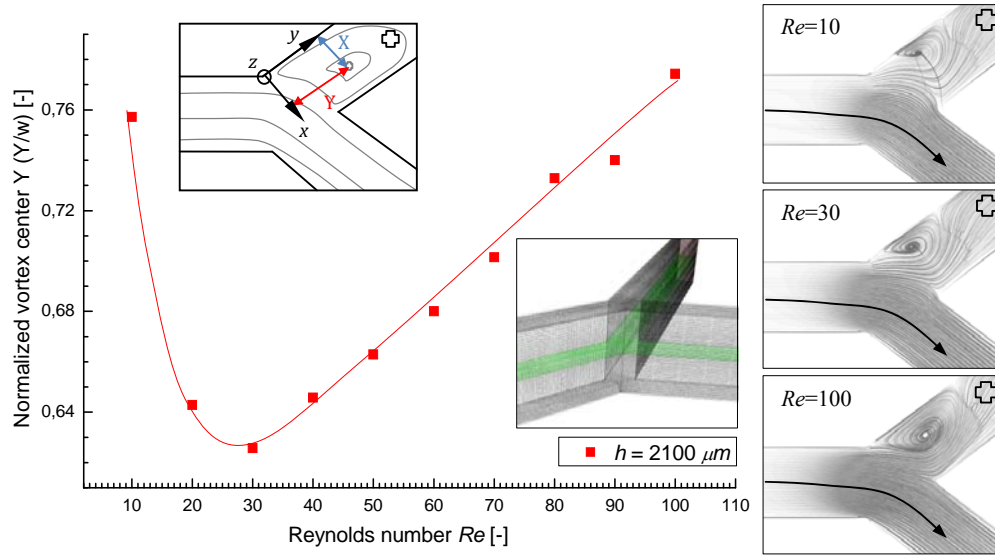 Normalized vortex center Y (Y/w) [-]
0,76
0,72
0,68
0,64
10 20 30 40 50 60 70 80 90 100 110
Reynolds number Re [-]
y
X
z
Y
x
h = 2100 μm
Re=10
Re=30
Re=100